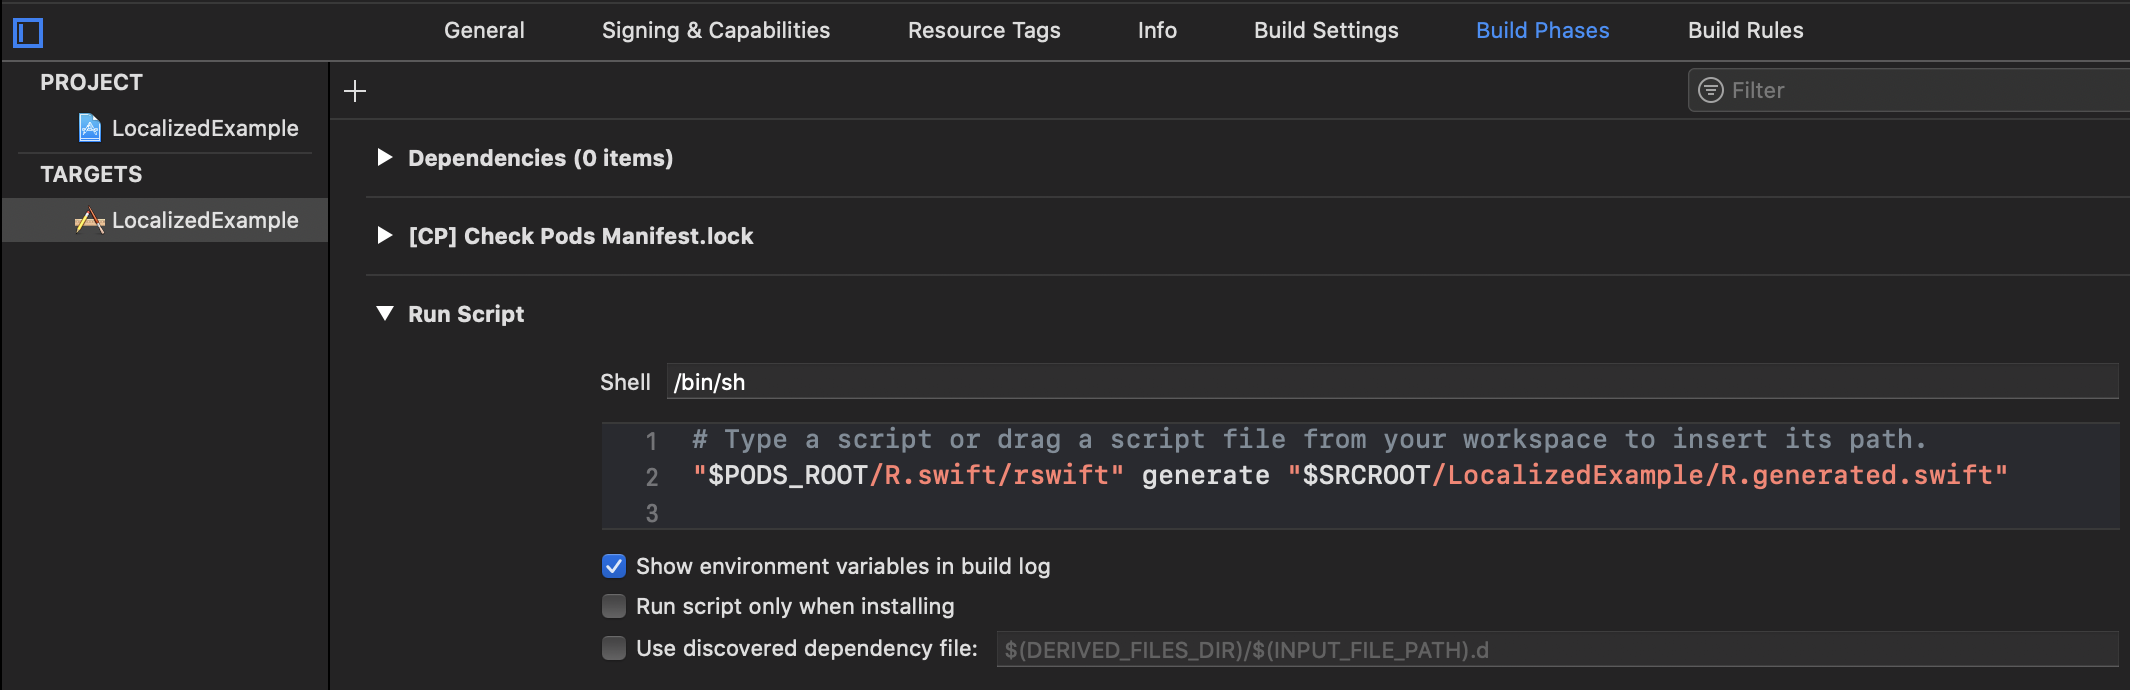 General Signing & Capabilities Resource Tags Info Build Settings Build Phases Build Rules
PROJECT
LocalizedExample
TARGETS
LocalizedExample
Filter
Dependencies (0 items)
[CP] Check Pods Manifest.lock
Run Script
Shell /bin/sh
1 # Type a script or drag a script file from your workspace to insert its path.
2 "$PODS_ROOT/R.swift/rswift" generate "$SRCROOT/LocalizedExample/R.generated.swift"
3
Show environment variables in build log
Run script only when installing
Use discovered dependency file: $(DERIVED_FILES_DIR)/$(INPUT_FILE_PATH).d